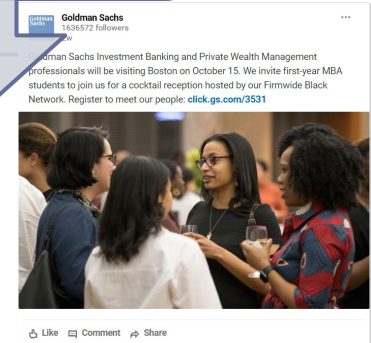 Goldman
Sachs
Goldman Sachs
1636572 followers
Goldman Sachs Investment Banking and Private Wealth Management
professionals will be visiting Boston on October 15. We invite first-year MBA
students to join us for a cocktail reception hosted by our Firmwide Black
Network. Register to meet our people: click.gs.com/3531
Like Comment Share